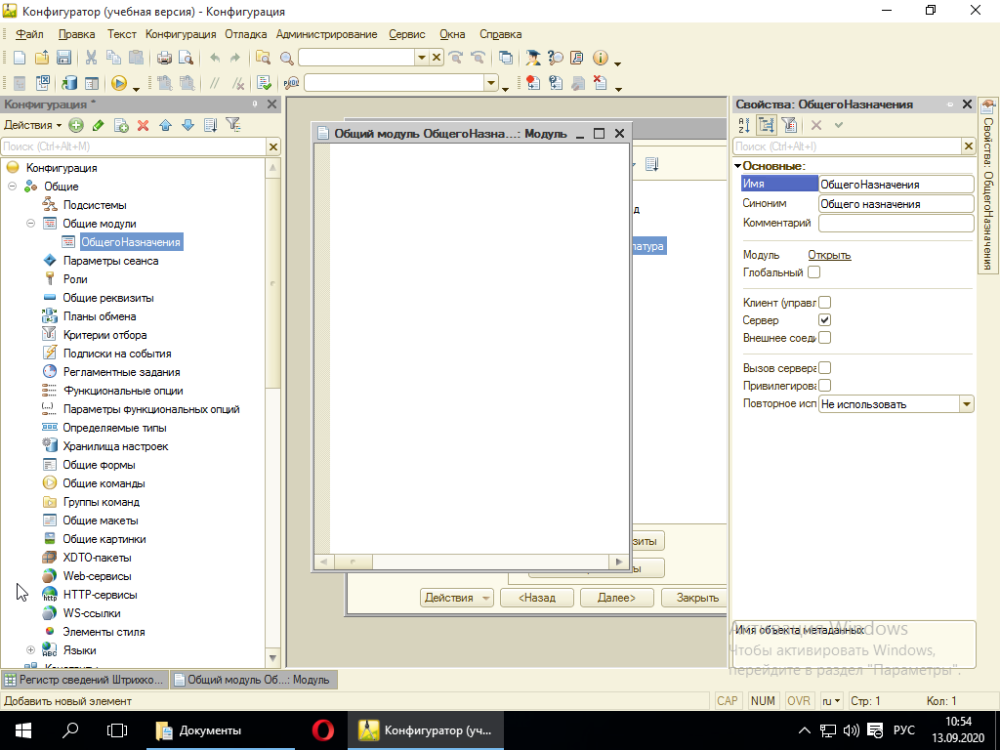 Конфигуратор (учебная версия) - Конфигурация
Файл Правка Текст Конфигурация Отладка Администрирование Сервис Окна Справка
Конфигурация *
Действия
Поиск (Ctrl+Alt+M)
Конфигурация
Общие
Подсистемы
Общие модули
ОбщегоНазначения
Параметры сеанса
Роли
Общие реквизиты
Планы обмена
Критерии отбора
Подписки на события
Регламентные задания
Функциональные опции
Параметры функциональных опций
Определяемые типы
Хранилища настроек
Общие формы
Общие команды
Группы команд
Общие макеты
Общие картинки
XDTO-пакеты
Web-сервисы
HTTP-сервисы
WS-ссылки
Элементы стиля
Языки
Общий модуль ОбщегоНазна...: Модуль
Действия
<Назад
Далее>
Закрыть
Свойства: ОбщегоНазначения
Поиск (Ctrl+Alt+I)
Основные:
Имя ОбщегоНазначения
Синоним Общего назначения
Комментарий
Модуль Открыть
Глобальный
Клиент (управл
Сервер
Внешнее соеди
Вызов сервера
Привилегирова
Повторное исп Не использовать
Имя объекта метаданных
Свойства: ОбщегоНазначения
Активация Windows
Чтобы активировать Windows,
перейдите в раздел "Параметры".
Регистр сведений Штрихко...
Общий модуль Об...: Модуль
Добавить новый элемент CAP NUM OVR ru Стр: 1 Кол: 1
Документы
Конфигуратор (уч...
РУС
10:54
13.09.2020